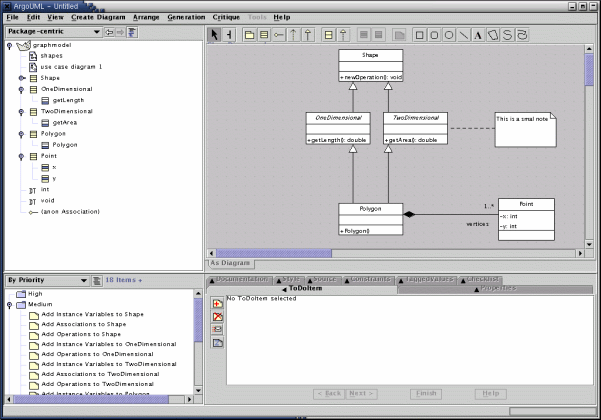 ArgoUML - Untitled
File Edit View Create Diagram Arrange Generation Critique Tools Help
Package-centric
graphmodel
shapes
use case diagram 1
Shape
OneDimensional
getLength
TwoDimensional
getArea
Polygon
Polygon
Point
x
y
int
void
(anon Association)
A
Shape
+newOperation(): void
OneDimensional
+getLength(): double
TwoDimensional
+getArea(): double
This is a smal note
Polygon
+Polygon()
1..*
vertices
Point
-x: int
-y: int
As Diagram
By Priority
18 Items
High
Medium
Add Instance Variables to Shape
Add Associations to Shape
Add Operations to Shape
Add Instance Variables to OneDimensional
Add Operations to OneDimensional
Add Instance Variables to TwoDimensional
Add Associations to TwoDimensional
Add Operations to TwoDimensional
Add Instance Variables to Polygon
Documentation Style Source Constraints TaggedValues Checklist
ToDoItem Properties
No ToDoItem selected
< Back Next > Finish Help